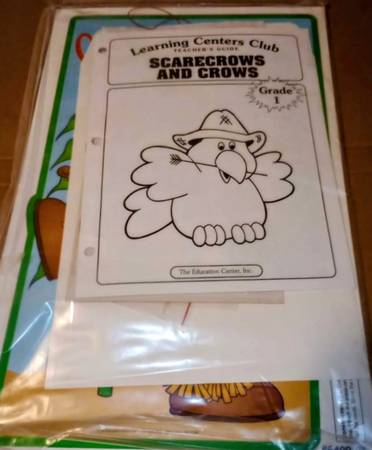 Learning Centers Club
TEACHER'S GUIDE
SCARECROWS
AND CROWS
Grade
1
The Education Center, Inc.